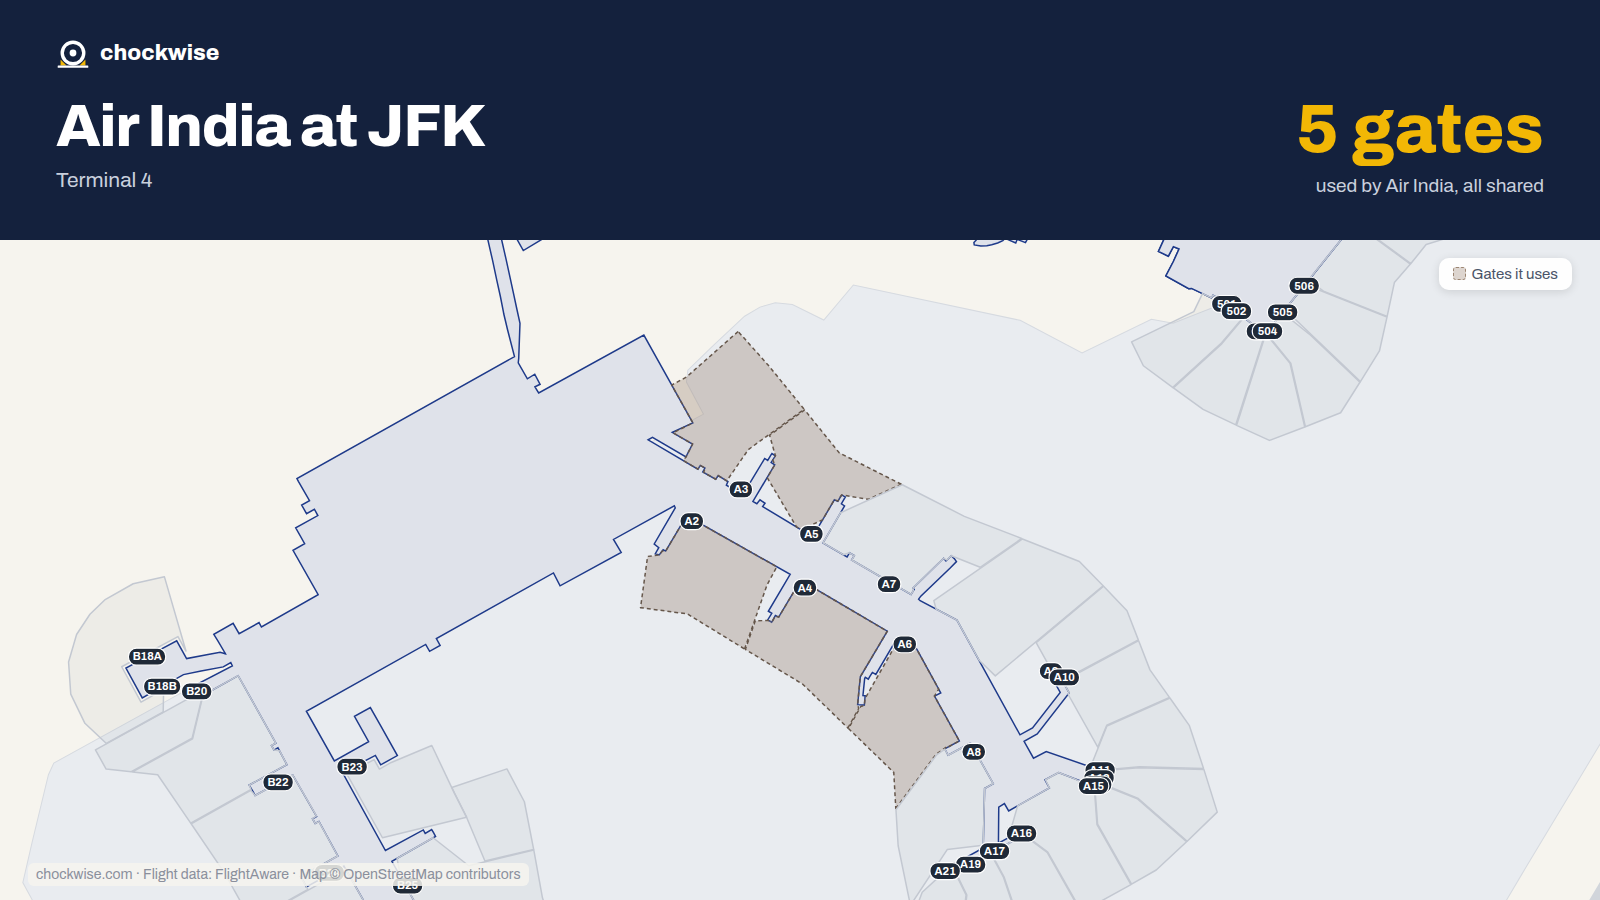 chockwise
Air India at JFK
Terminal 4
5 gates
used by Air India, all shared
Gates it uses
506
502
505
504
A3
A2
A5
A4
A7
A6
B18A
B18B
B20
A10
A8
B23
B22
A15
A16
A17
A19
A21
chockwise.com · Flight data: FlightAware · Map © OpenStreetMap contributors